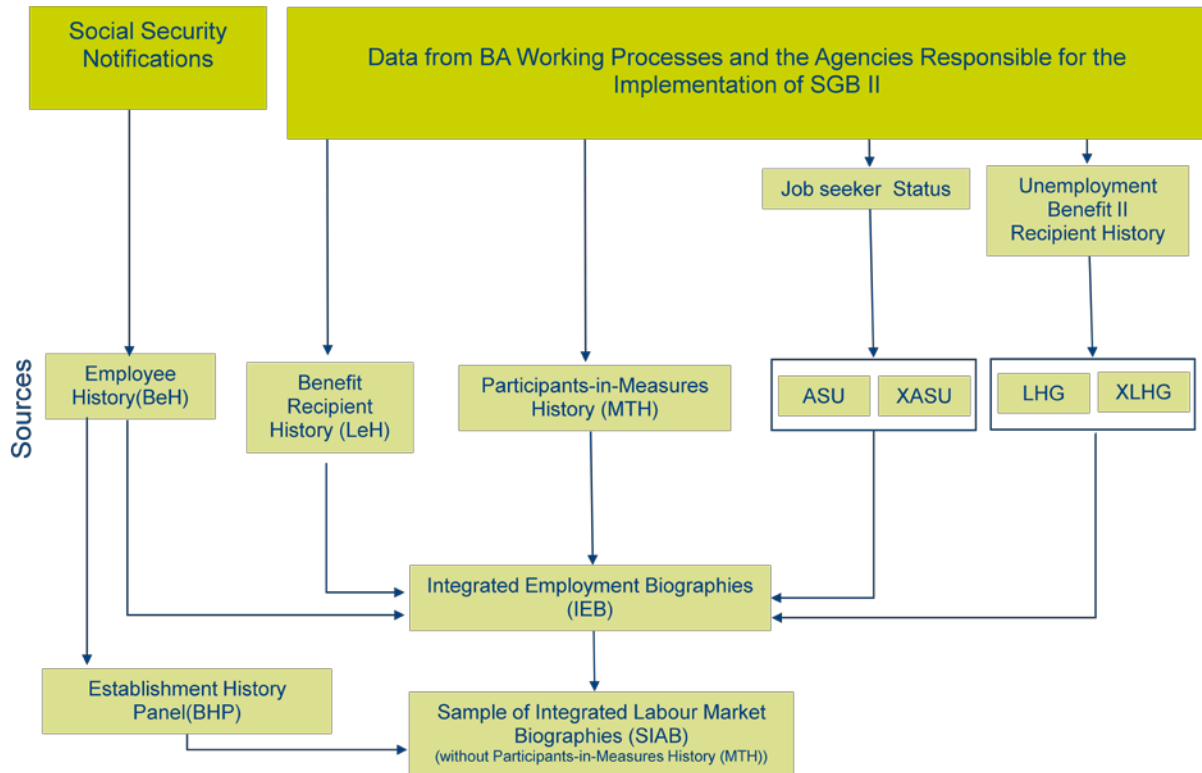 Social Security
Notifications
Data from BA Working Processes and the Agencies Responsible for the
Implementation of SGB II
Job seeker Status
Unemployment
Benefit II
Recipient History
Sources
Employee
History(BeH)
Benefit
Recipient
History (LeH)
Participants-in-Measures
History (MTH)
ASU
XASU
LHG
XLHG
Integrated Employment Biographies
(IEB)
Establishment History
Panel(BHP)
Sample of Integrated Labour Market
Biographies (SIAB)
(without Participants-in-Measures History (MTH))